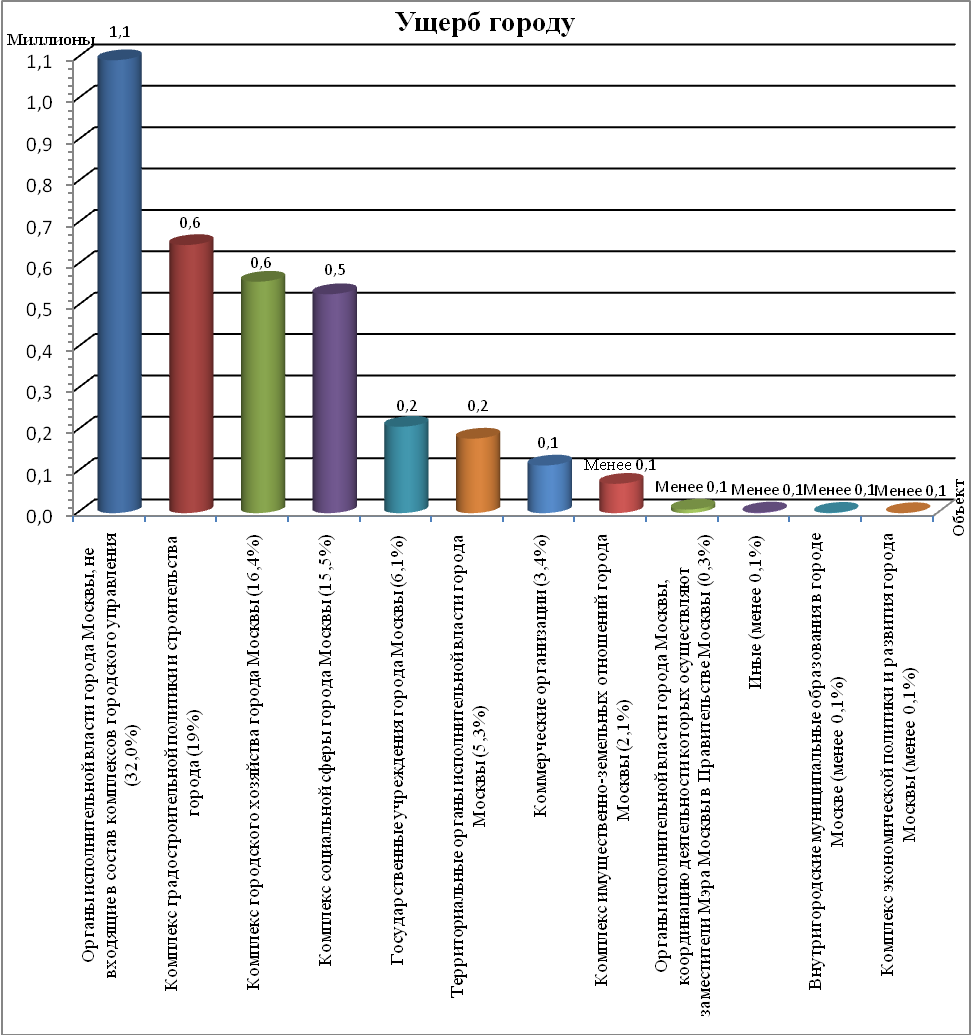 Ущерб городу
Миллионы
1,1
1,1
1,0
0,9
0,8
0,7
0,6
0,5
0,4
0,3
0,2
0,1
0,0
0,6
0,6
0,5
0,2
0,2
0,1
Менее 0,1
Менее 0,1
Менее 0,1
Менее 0,1
Менее 0,1
Объект
Органы исполнительной власти города Москвы, не
входящие в состав комплексов городского управления
(32,0%)
Комплекс градостроительной политики и строительства
города (19%)
Комплекс городского хозяйства города Москвы (16,4%)
Комплекс социальной сферы города Москвы (15,5%)
Государственные учреждения города Москвы (6,1%)
Территориальные органы исполнительной власти города
Москвы (5,3%)
Коммерческие организации (3,4%)
Комплекс имущественно-земельных отношений города
Москвы (2,1%)
Органы исполнительной власти города Москвы,
координацию деятельности которых осуществляют
заместители Мэра Москвы в Правительстве Москвы (0,3%)
Иные (менее 0,1%)
Внутригородские муниципальные образования в городе
Москве (менее 0,1%)
Комплекс экономической политики и развития города
Москвы (менее 0,1%)